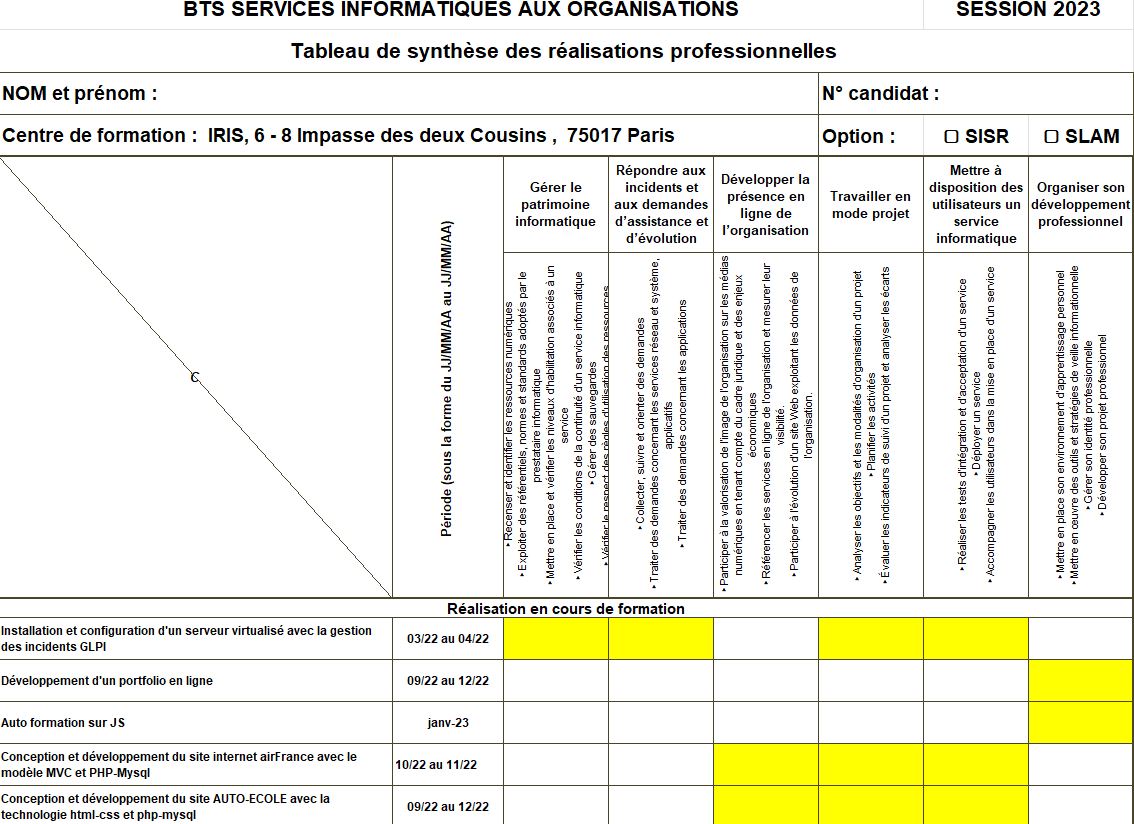 BTS SERVICES INFORMATIQUES AUX ORGANISATIONS
SESSION 2023
Tableau de synthèse des réalisations professionnelles
NOM et prénom :
N° candidat :
Centre de formation : IRIS, 6 - 8 Impasse des deux Cousins , 75017 Paris
Option :
☐ SISR
☐ SLAM
C
Période (sous la forme du JJ/MM/AA au JJ/MM/AA)
Gérer le
patrimoine
informatique
Répondre aux
incidents et
aux demandes
d’assistance et
d’évolution
Développer la
présence en
ligne de
l’organisation
Travailler en
mode projet
Mettre à
disposition des
utilisateurs un
service
informatique
Organiser son
développement
professionnel
‣Recenser et identifier les ressources numériques
‣Exploiter des référentiels, normes et standards adoptés par le
prestataire informatique
‣Mettre en place et vérifier les niveaux d’habilitation associés à un
service
‣Vérifier les conditions de la continuité d’un service informatique
‣Gérer des sauvegardes
‣Vérifier le respect des règles d’utilisation des ressources
‣Collecter, suivre et orienter des demandes
‣Traiter des demandes concernant les services réseau et système,
applicatifs
‣Traiter des demandes concernant les applications
‣Participer à la valorisation de l’image de l’organisation sur les médias
numériques en tenant compte du cadre juridique et des enjeux
économiques
‣Référencer les services en ligne de l’organisation et mesurer leur
visibilité.
‣Participer à l’évolution d’un site Web exploitant les données de
l’organisation.
‣Analyser les objectifs et les modalités d’organisation d’un projet
‣Planifier les activités
‣Évaluer les indicateurs de suivi d’un projet et analyser les écarts
‣Réaliser les tests d’intégration et d’acceptation d’un service
‣Déployer un service
‣Accompagner les utilisateurs dans la mise en place d’un service
‣Mettre en place son environnement d’apprentissage personnel
‣Mettre en œuvre des outils et stratégies de veille informationnelle
‣Gérer son identité professionnelle
‣Développer son projet professionnel
Réalisation en cours de formation
Installation et configuration d'un serveur virtualisé avec la gestion
des incidents GLPI
03/22 au 04/22
Développement d'un portfolio en ligne
09/22 au 12/22
Auto formation sur JS
janv-23
Conception et développement du site internet airFrance avec le
modèle MVC et PHP-Mysql
10/22 au 11/22
Conception et développement du site AUTO-ECOLE avec la
technologie html-css et php-mysql
09/22 au 12/22